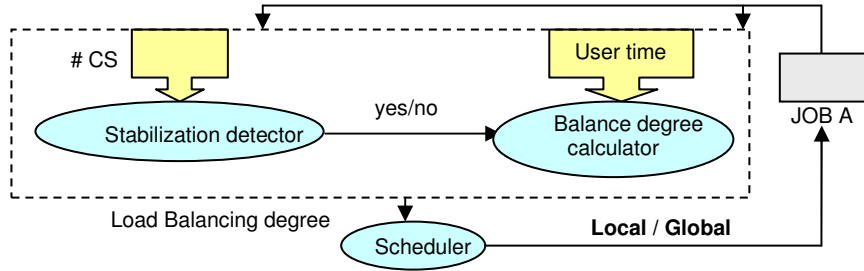 # CS
User time
Stabilization detector
yes/no
Balance degree
calculator
JOB A
Load Balancing degree
Scheduler
Local / Global